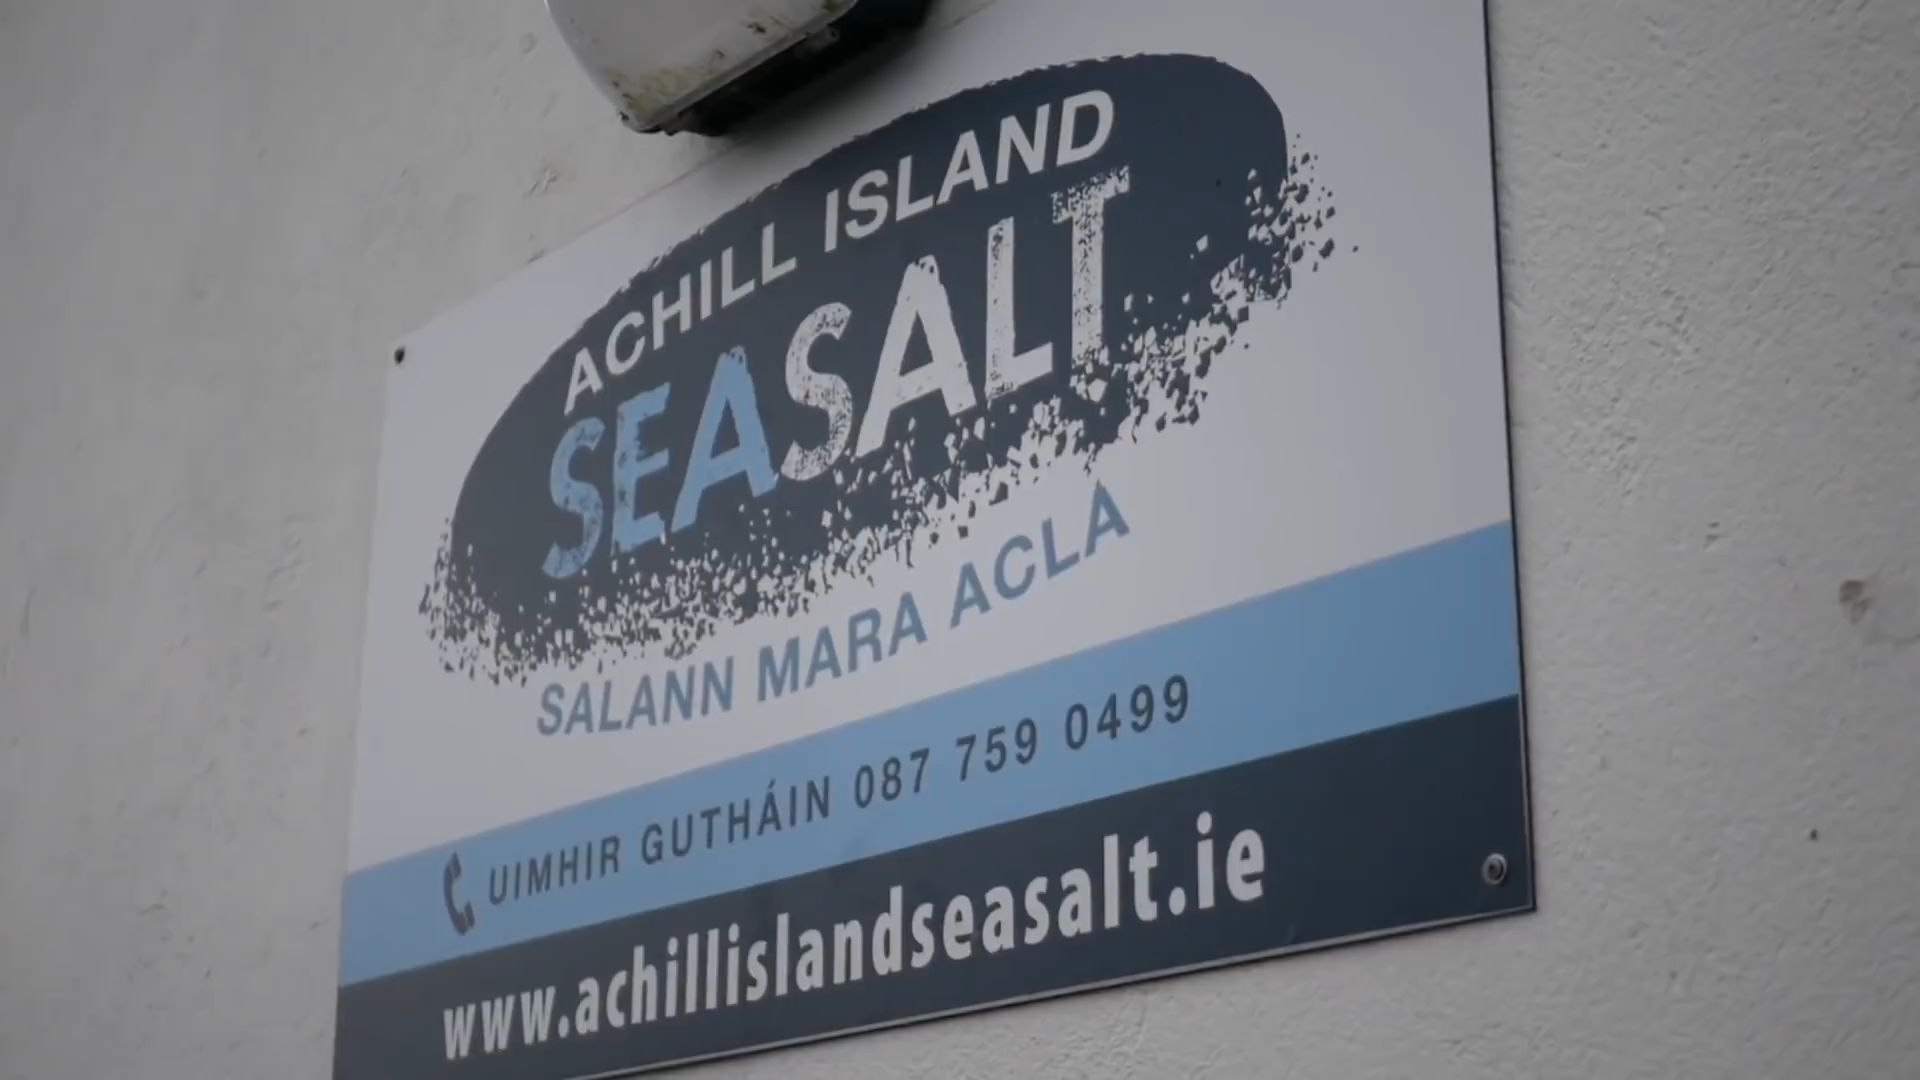 ACHILL ISLAND
SEASALT
SALANN MARA ACLA
UIMHIR GUTHÁIN 087 759 0499
www.achillislandseasalt.ie